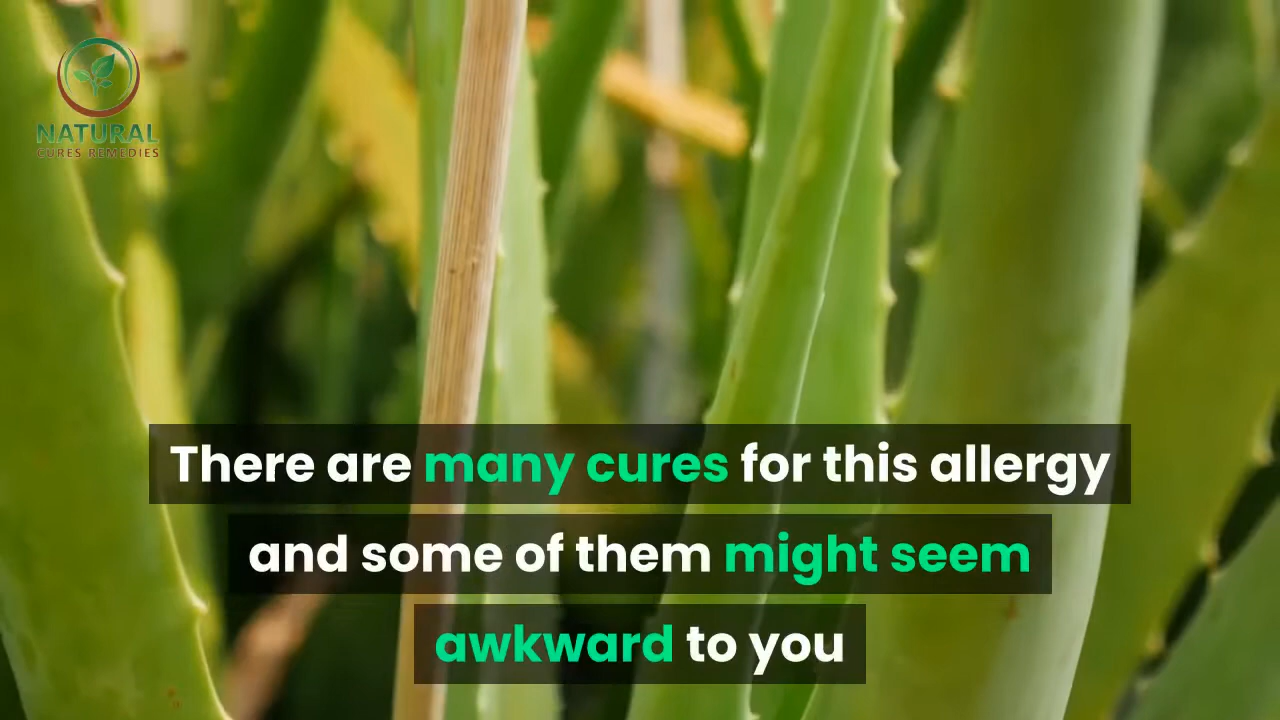 NATURAL
CURES REMEDIES
There are many cures for this allergy
and some of them might seem
awkward to you